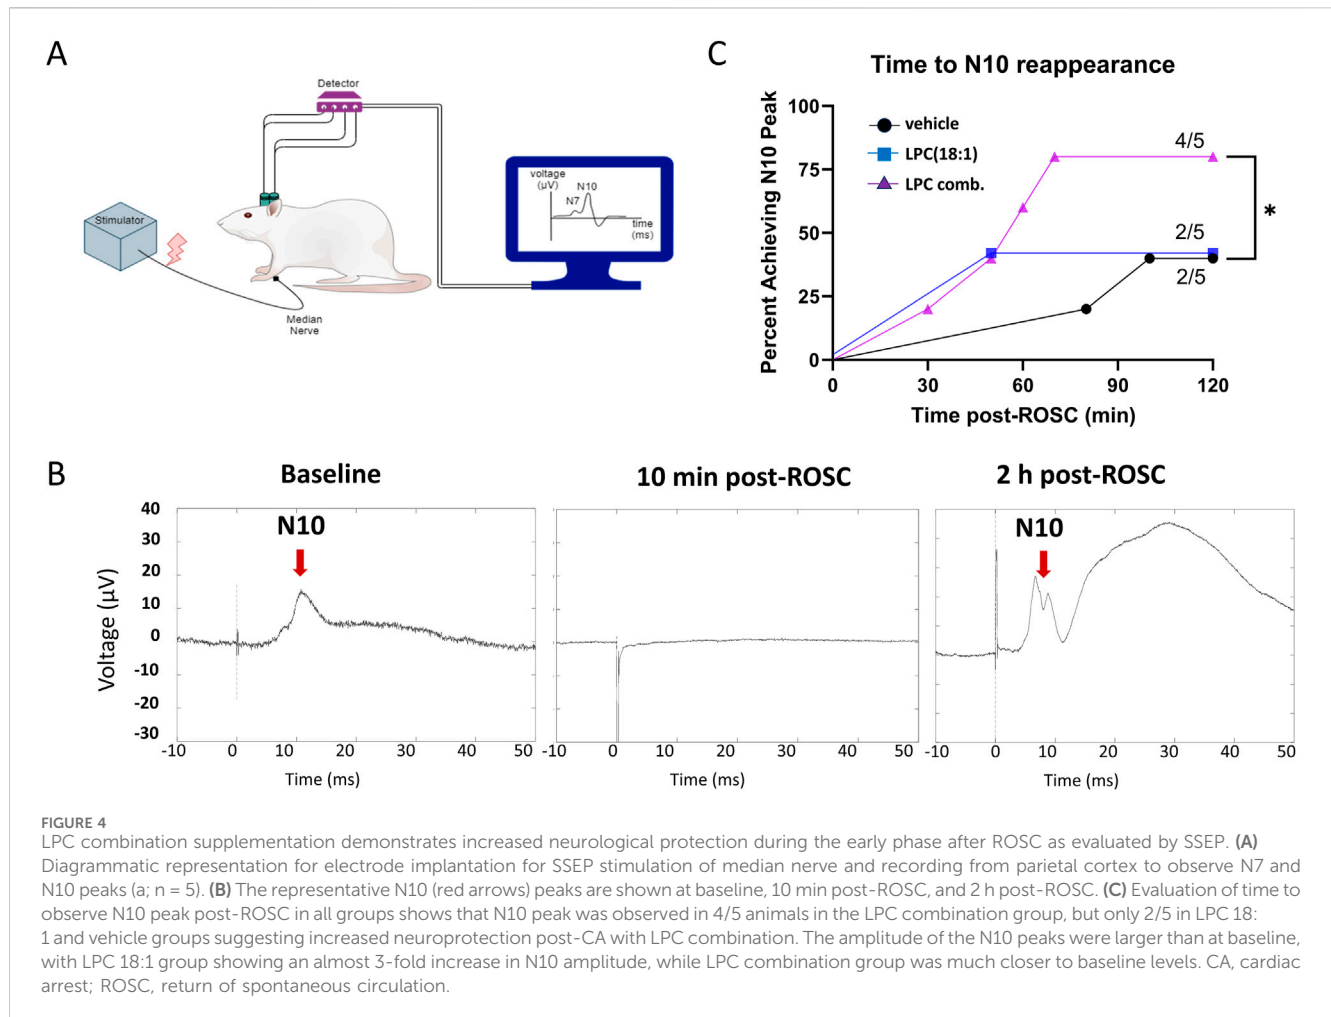 A
Detector
Stimulator
Median
Nerve
voltage
(µV)
N10
N7
time
(ms)
C
Time to N10 reappearance
Percent Achieving N10 Peak
100
75
50
25
0
vehicle
LPC(18:1)
LPC comb.
4/5
2/5
2/5
*
0
30
60
90
120
Time post-ROSC (min)
B
Baseline
10 min post-ROSC
2 h post-ROSC
Voltage (µV)
40
30
20
10
0
-10
-20
-30
N10
N10
-10 0 10 20 30 40 50
-10 0 10 20 30 40 50
-10 0 10 20 30 40 50
Time (ms)
Time (ms)
Time (ms)
FIGURE 4
LPC combination supplementation demonstrates increased neurological protection during the early phase after ROSC as evaluated by SSEP. (A)
Diagrammatic representation for electrode implantation for SSEP stimulation of median nerve and recording from parietal cortex to observe N7 and
N10 peaks (a; n = 5). (B) The representative N10 (red arrows) peaks are shown at baseline, 10 min post-ROSC, and 2 h post-ROSC. (C) Evaluation of time to
observe N10 peak post-ROSC in all groups shows that N10 peak was observed in 4/5 animals in the LPC combination group, but only 2/5 in LPC 18:
1 and vehicle groups suggesting increased neuroprotection post-CA with LPC combination. The amplitude of the N10 peaks were larger than at baseline,
with LPC 18:1 group showing an almost 3-fold increase in N10 amplitude, while LPC combination group was much closer to baseline levels. CA, cardiac
arrest; ROSC, return of spontaneous circulation.